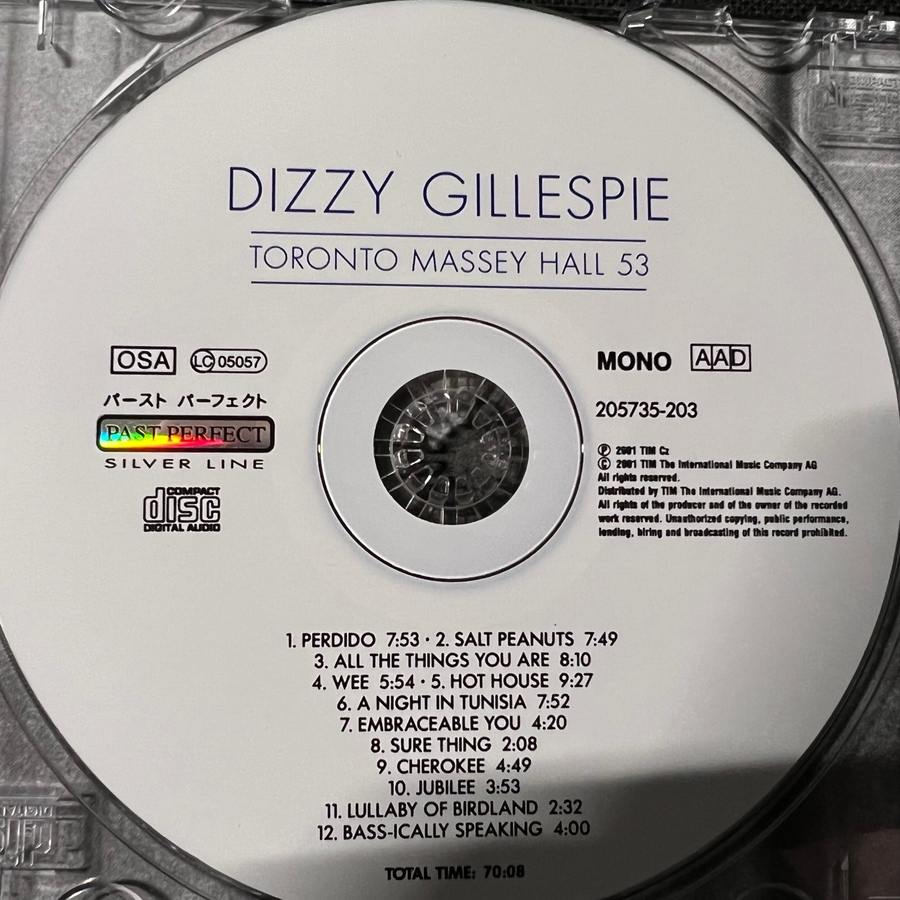 DIZZY GILLESPIE
TORONTO MASSEY HALL 53
OSA LC 05057
パースト パーフェクト
PAST PERFECT
SILVER LINE
COMPACT
disc
DIGITAL AUDIO
MONO AAD
205735-203
Ⓟ 2001 TIM Cz
© 2001 TIM The International Music Company AG
All rights reserved.
Distributed by TIM The International Music Company AG.
All rights of the producer and of the owner of the recorded
work reserved. Unauthorized copying, public performance,
lending, hiring and broadcasting of this record prohibited.
1. PERDIDO 7:53 · 2. SALT PEANUTS 7:49
3. ALL THE THINGS YOU ARE 8:10
4. WEE 5:54 · 5. HOT HOUSE 9:27
6. A NIGHT IN TUNISIA 7:52
7. EMBRACEABLE YOU 4:20
8. SURE THING 2:08
9. CHEROKEE 4:49
10. JUBILEE 3:53
11. LULLABY OF BIRDLAND 2:32
12. BASS-ICALLY SPEAKING 4:00
TOTAL TIME: 70:08